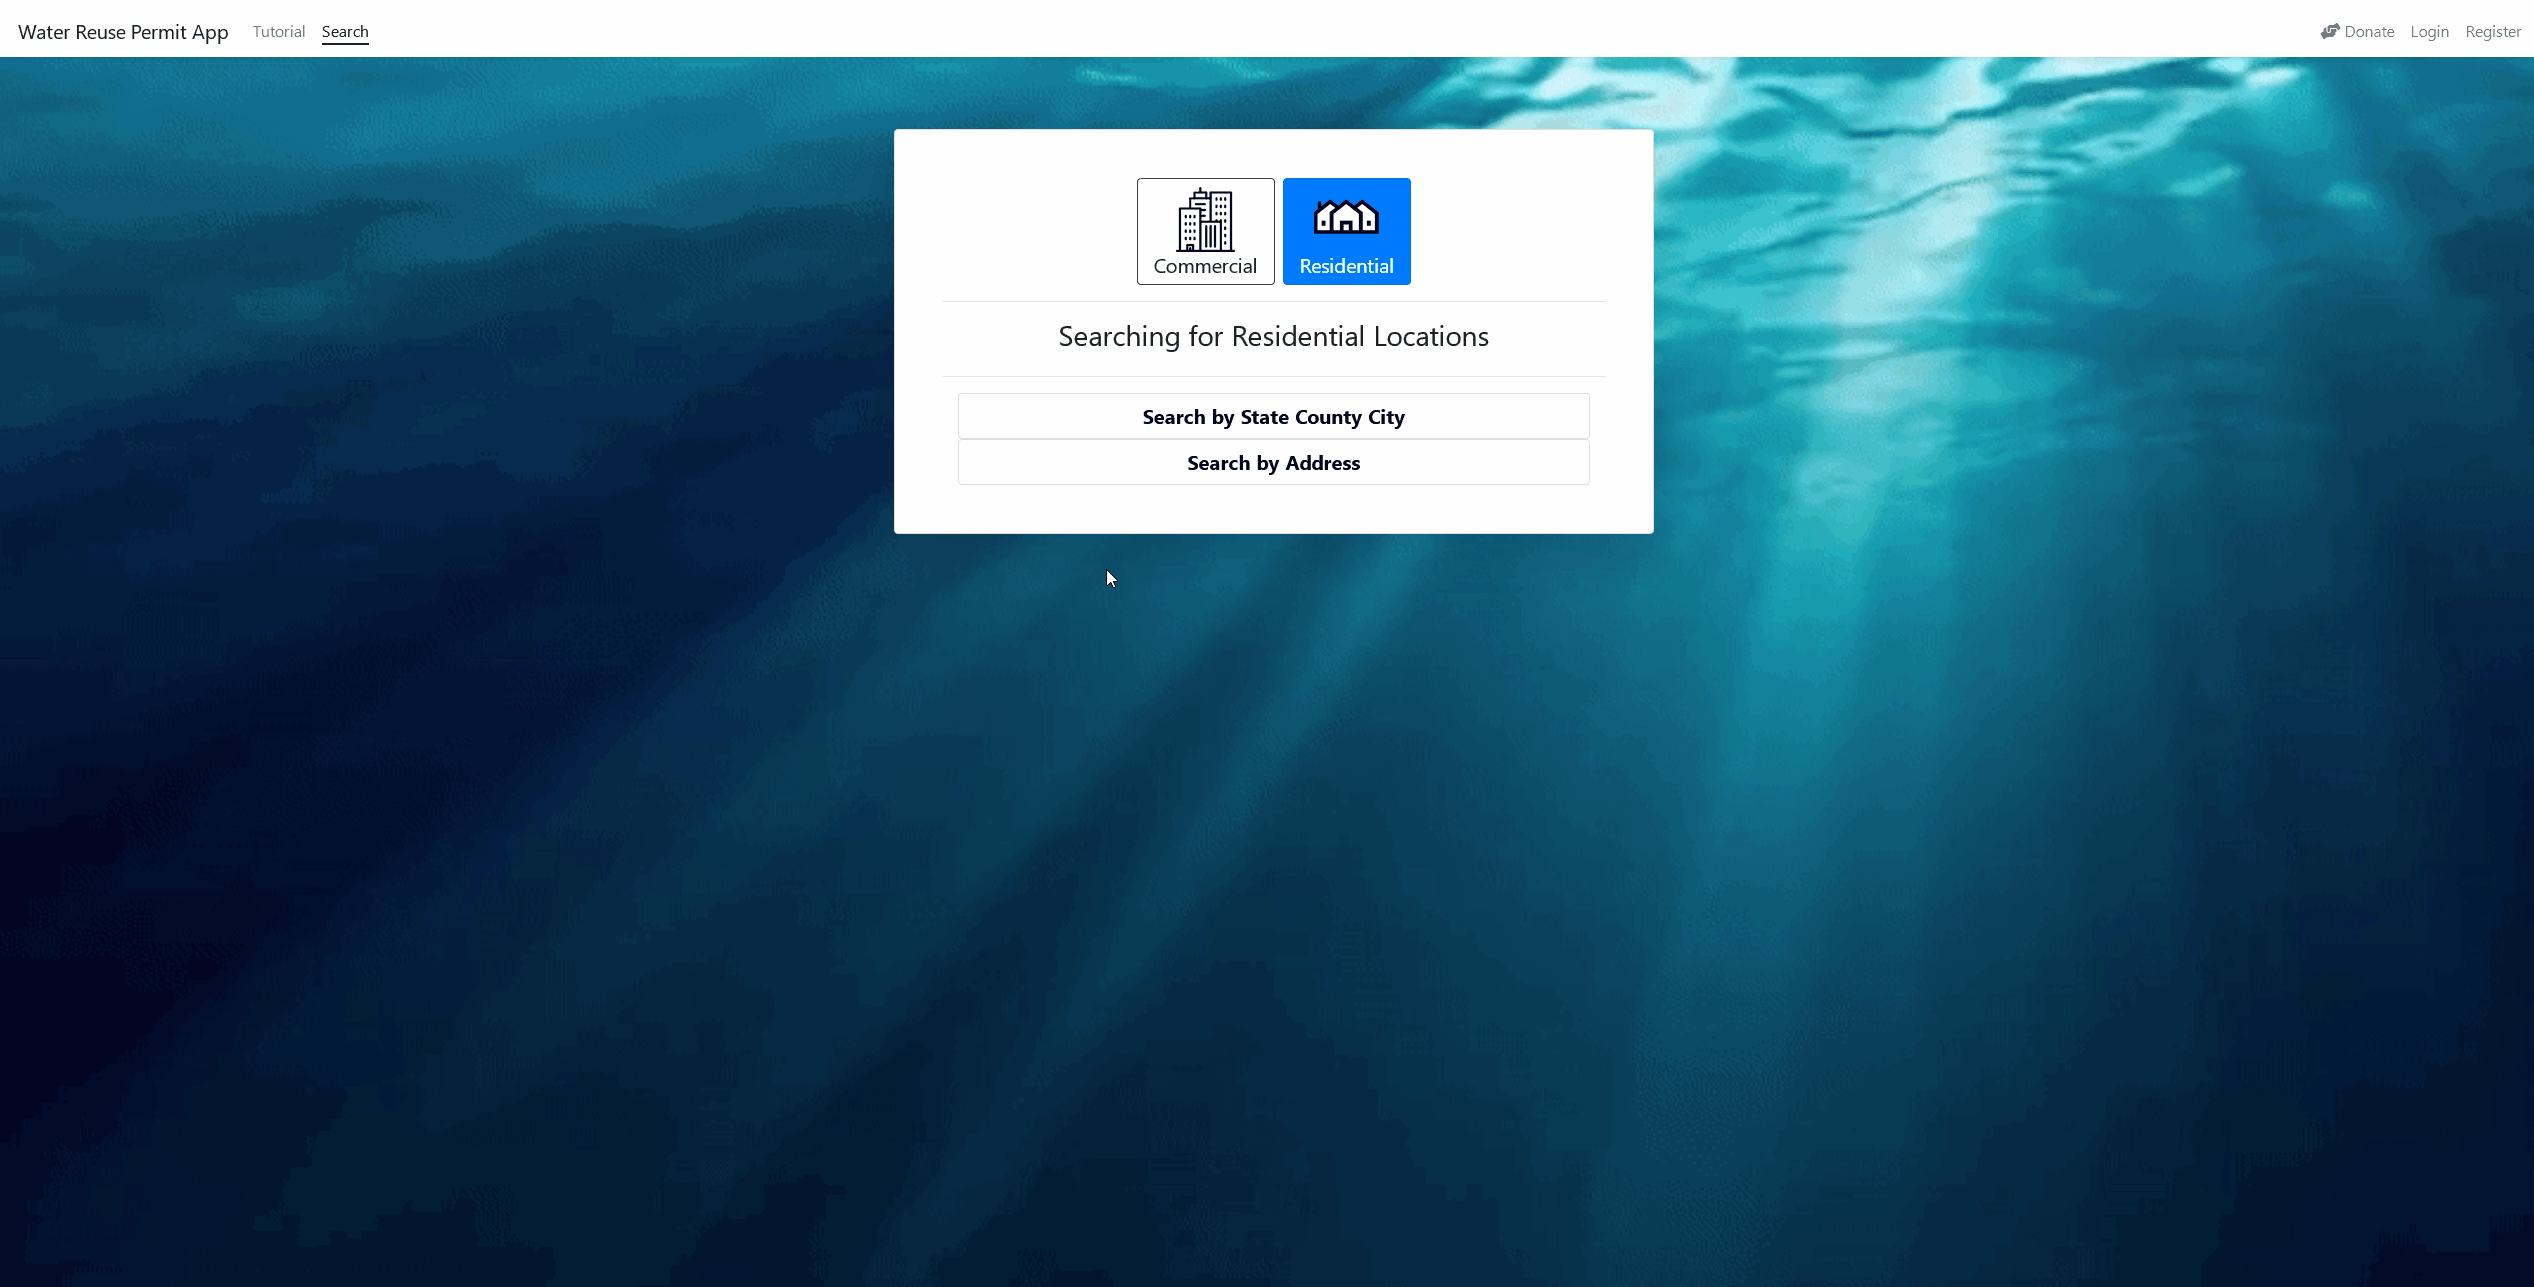 Water Reuse Permit App Tutorial Search Donate Login Register
Commercial Residential
Searching for Residential Locations
Search by State County City
Search by Address